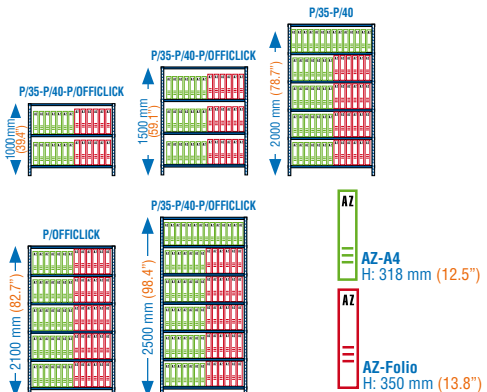 P/35-P/40
P/35-P/40-P/OFFICLICK
P/35-P/40-P/OFFICLICK
1000 mm
(39.4")
1500 mm
(59.1")
2000 mm (78.7")
P/OFFICLICK
P/35-P/40-P/OFFICLICK
2100 mm (82.7")
2500 mm (98.4")
AZ
AZ-A4
H: 318 mm (12.5")
AZ
AZ-Folio
H: 350 mm (13.8")